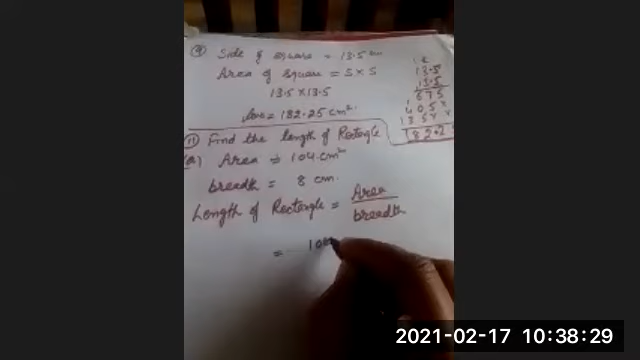 9 Side of square = 13.5 cm
Area of square = S × S
13.5 × 13.5
Area = 182.25 cm²
13.5
13.5
675
405×
135××
182.2
11 Find the length of Rectangle
(a) Area = 104 cm²
breadth = 8 cm.
Length of Rectangle = Area
breadth
= 104
2021-02-17 10:38:29